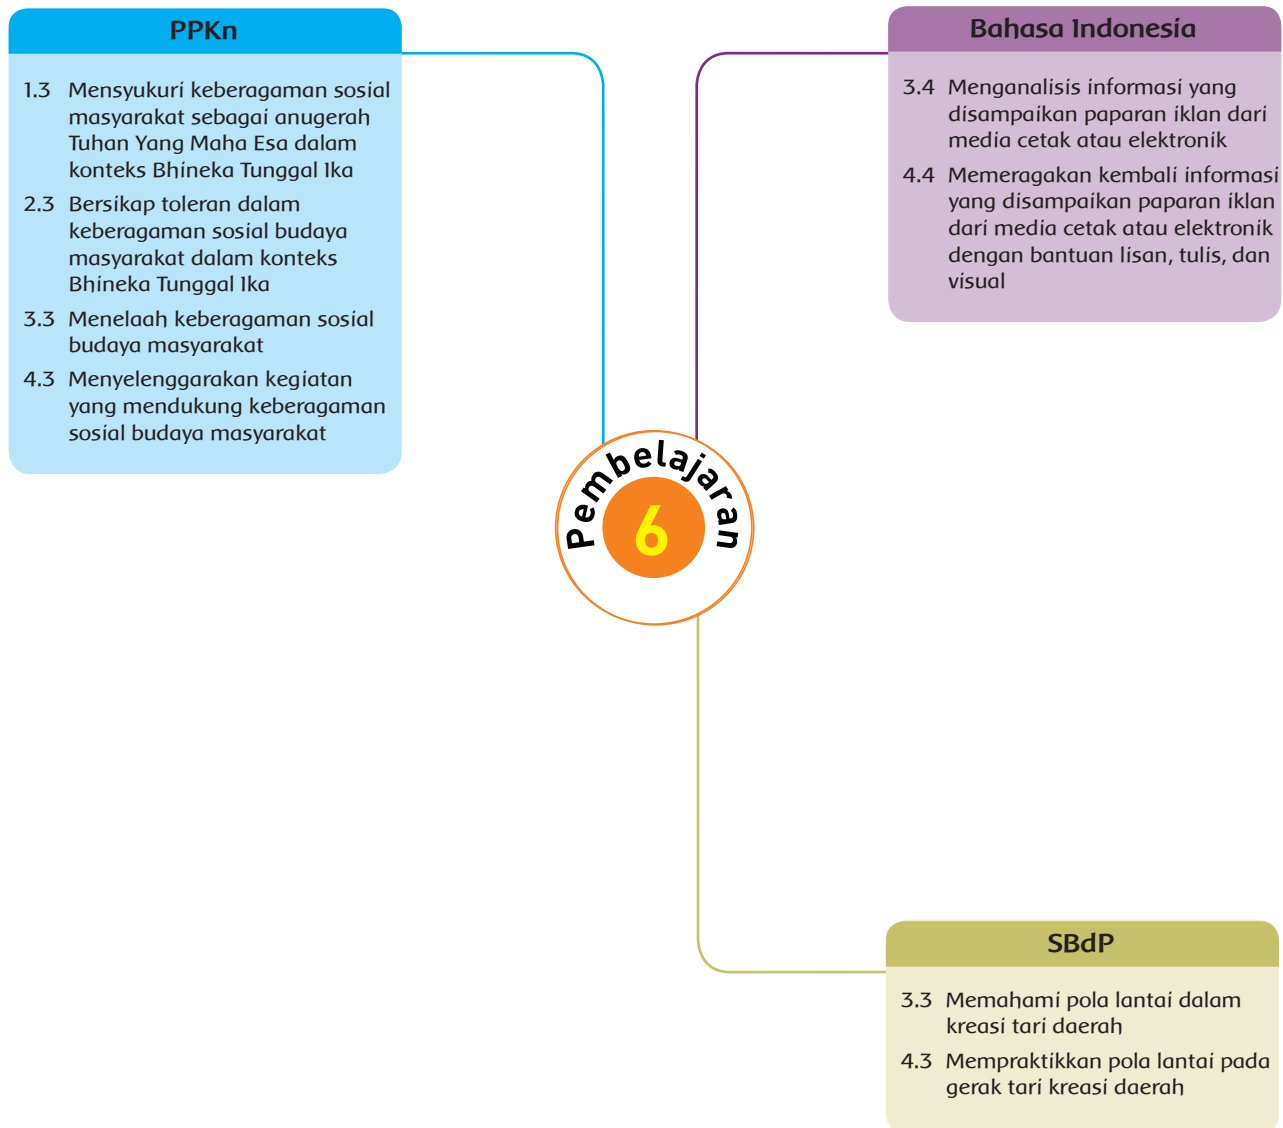 PPKn
1.3 Mensyukuri keberagaman sosial
masyarakat sebagai anugerah
Tuhan Yang Maha Esa dalam
konteks Bhineka Tunggal Ika
2.3 Bersikap toleran dalam
keberagaman sosial budaya
masyarakat dalam konteks
Bhineka Tunggal Ika
3.3 Menelaah keberagaman sosial
budaya masyarakat
4.3 Menyelenggarakan kegiatan
yang mendukung keberagaman
sosial budaya masyarakat
Bahasa Indonesia
3.4 Menganalisis informasi yang
disampaikan paparan iklan dari
media cetak atau elektronik
4.4 Memeragakan kembali informasi
yang disampaikan paparan iklan
dari media cetak atau elektronik
dengan bantuan lisan, tulis, dan
visual
Pembelajaran
6
SBdP
3.3 Memahami pola lantai dalam
kreasi tari daerah
4.3 Mempraktikkan pola lantai pada
gerak tari kreasi daerah